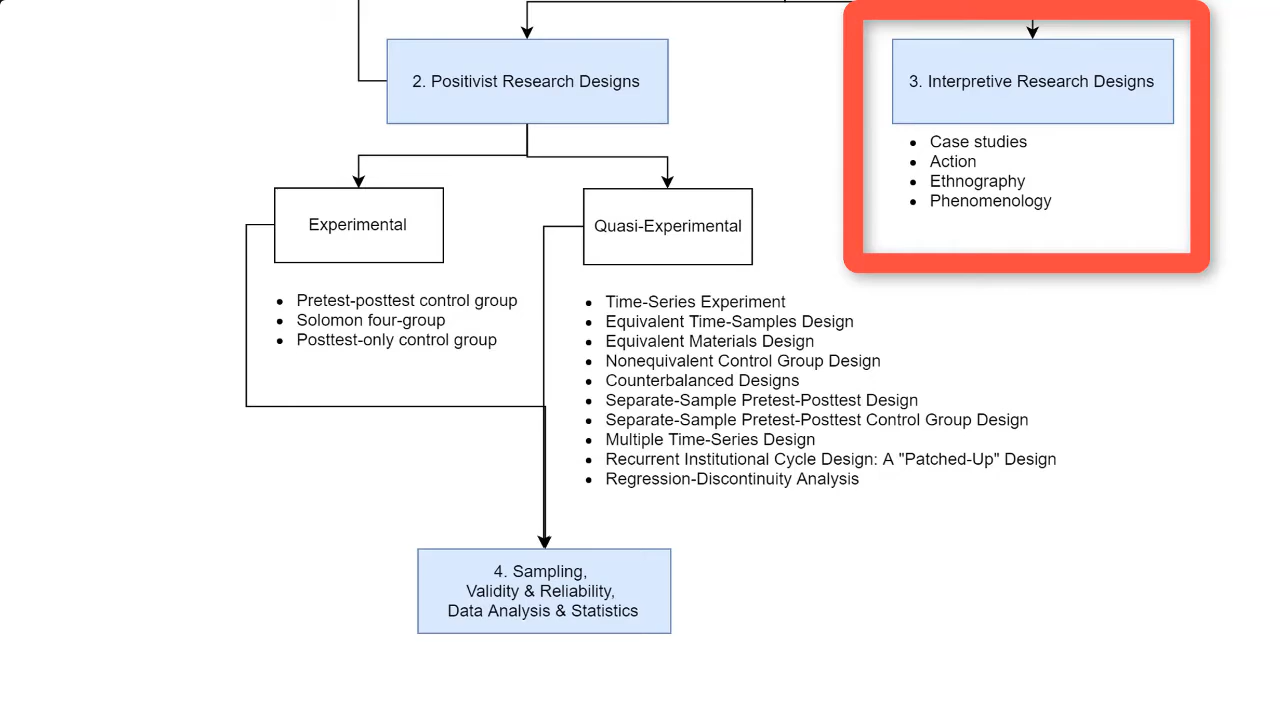 2. Positivist Research Designs
3. Interpretive Research Designs
Case studies
Action
Ethnography
Phenomenology
Experimental
Quasi-Experimental
Pretest-posttest control group
Solomon four-group
Posttest-only control group
Time-Series Experiment
Equivalent Time-Samples Design
Equivalent Materials Design
Nonequivalent Control Group Design
Counterbalanced Designs
Separate-Sample Pretest-Posttest Design
Separate-Sample Pretest-Posttest Control Group Design
Multiple Time-Series Design
Recurrent Institutional Cycle Design: A "Patched-Up" Design
Regression-Discontinuity Analysis
4. Sampling,
Validity & Reliability,
Data Analysis & Statistics